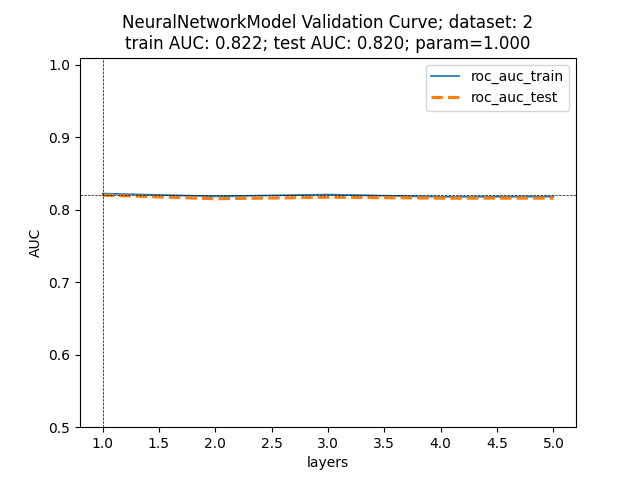 NeuralNetworkModel Validation Curve; dataset: 2
train AUC: 0.822; test AUC: 0.820; param=1.000
roc_auc_train
roc_auc_test
1.0
0.9
0.8
0.7
0.6
0.5
AUC
1.0 1.5 2.0 2.5 3.0 3.5 4.0 4.5 5.0
layers